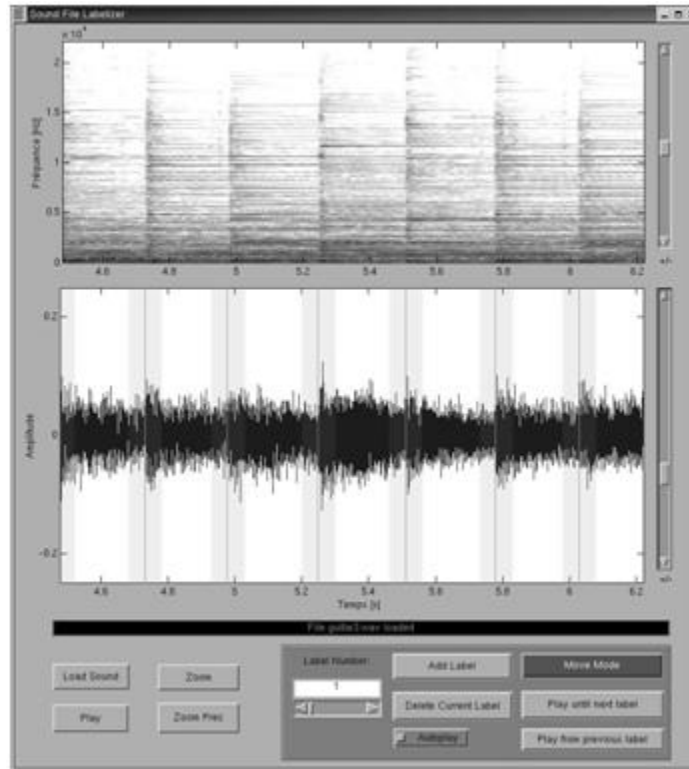 Sound File Labelizer
x 10⁴
2
1.5
1
0.5
0
Fréquence [Hz]
4.6 4.8 5 5.2 5.4 5.6 5.8 6 6.2
+/-
0.2
0
-0.2
Amplitude
4.6 4.8 5 5.2 5.4 5.6 5.8 6 6.2
+/-
Temps [s]
File guitar3.wav loaded
Load Sound Zoom
Play Zoom Prec
Label Number:
1
Add Label Move Mode
Delete Current Label Play until next label
Autoplay Play from previous label